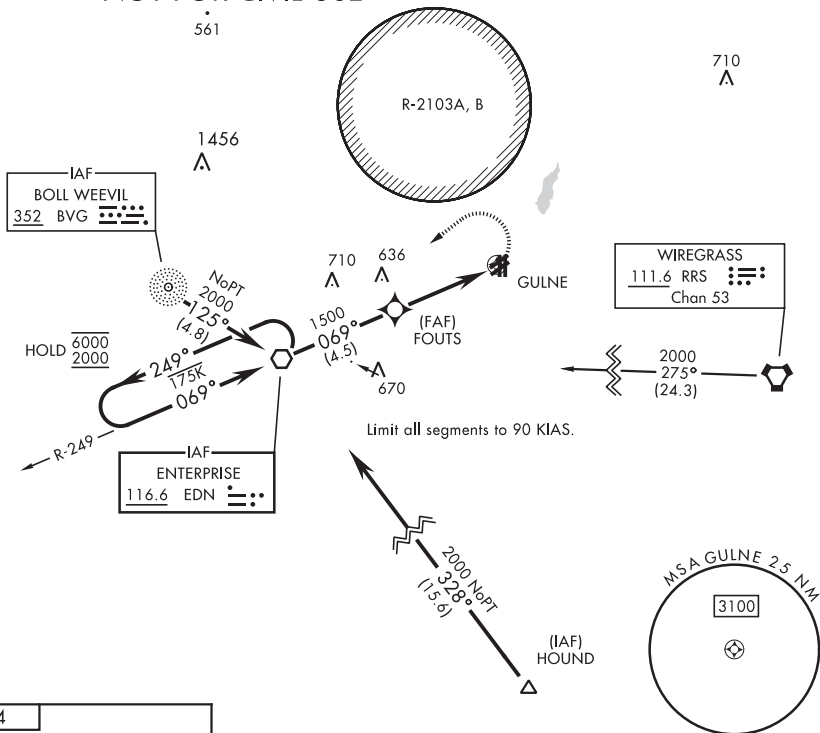 561
R-2103A, B
710
1456
IAF
BOLL WEEVIL
352 BVG
NoPT
2000
125°
(4.8)
710
636
GULNE
WIREGRASS
111.6 RRS
Chan 53
HOLD 6000
2000
249°
175K
069°
1500
069°
(4.5)
(FAF)
FOUTS
670
2000
275°
(24.3)
R-249
Limit all segments to 90 KIAS.
IAF
ENTERPRISE
116.6 EDN
2000 NoPT
328°
(15.6)
(IAF)
HOUND
MSA GULNE 25 NM
3100